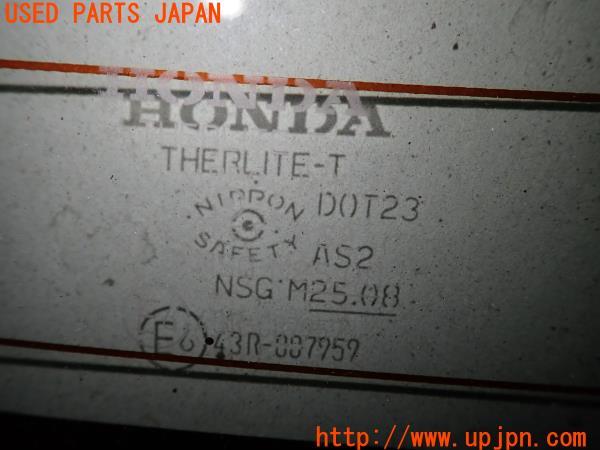 USED PARTS JAPAN
HONDA
HONDA
THERLITE-T
NIPPON DOT23
SAFETY AS2
NSG M25.08
E6 43R-007959
http://www.upjpn.com